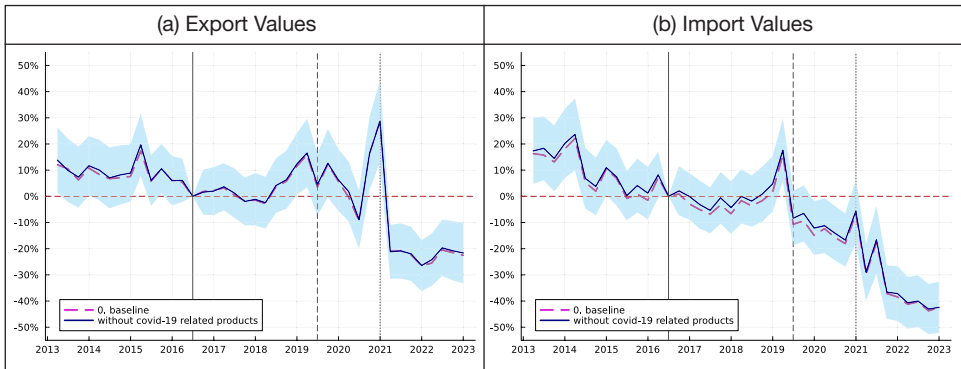 (a) Export Values
(b) Import Values
50%
40%
30%
20%
10%
0%
-10%
-20%
-30%
-40%
-50%
0, baseline
without covid-19 related products
2013 2014 2015 2016 2017 2018 2019 2020 2021 2022 2023
50%
40%
30%
20%
10%
0%
-10%
-20%
-30%
-40%
-50%
0, baseline
without covid-19 related products
2013 2014 2015 2016 2017 2018 2019 2020 2021 2022 2023